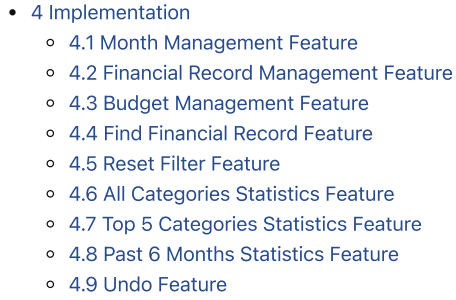 4 Implementation
4.1 Month Management Feature
4.2 Financial Record Management Feature
4.3 Budget Management Feature
4.4 Find Financial Record Feature
4.5 Reset Filter Feature
4.6 All Categories Statistics Feature
4.7 Top 5 Categories Statistics Feature
4.8 Past 6 Months Statistics Feature
4.9 Undo Feature